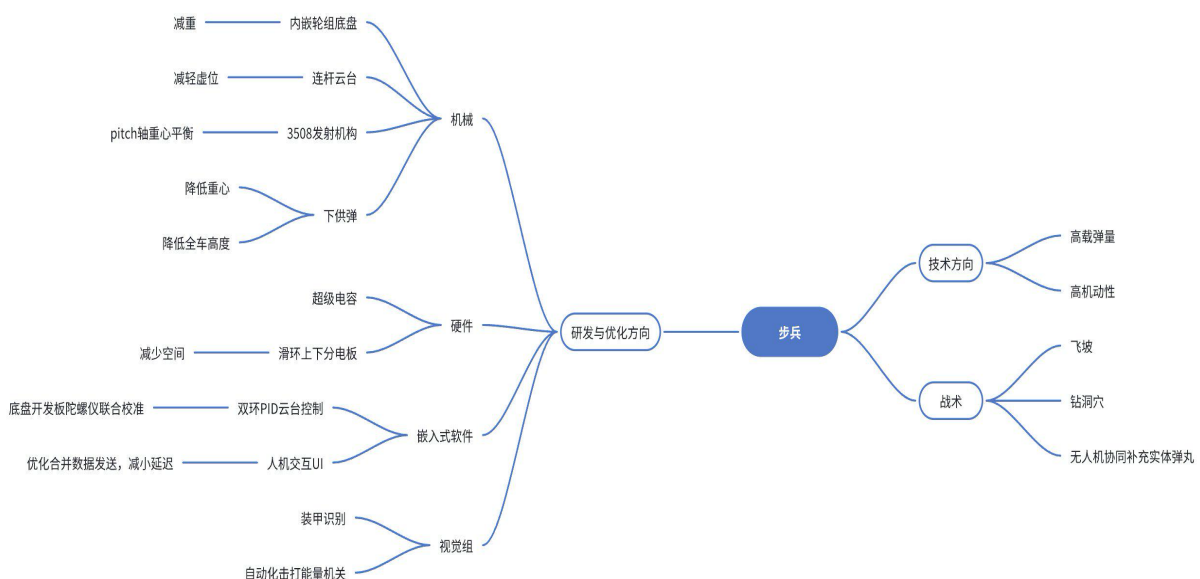 步兵
技术方向
高载弹量
高机动性
战术
飞坡
钻洞穴
无人机协同补充实体弹丸
研发与优化方向
机械
内嵌轮组底盘
减重
连杆云台
减轻虚位
3508发射机构
pitch轴重心平衡
下供弹
降低重心
降低全车高度
硬件
超级电容
滑环上下分电板
减少空间
嵌入式软件
双环PID云台控制
底盘开发板陀螺仪联合校准
人机交互UI
优化合并数据发送，减小延迟
视觉组
装甲识别
自动化击打能量机关